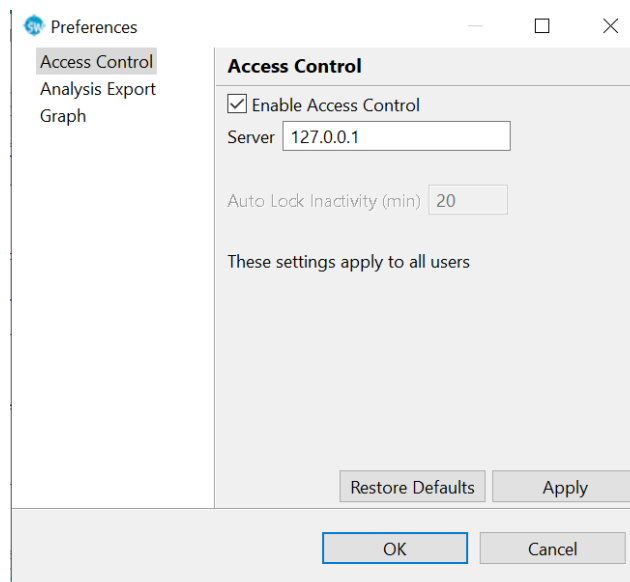 SW Preferences
Access Control
Analysis Export
Graph
Access Control
Enable Access Control
Server 127.0.0.1
Auto Lock Inactivity (min) 20
These settings apply to all users
Restore Defaults Apply
OK Cancel